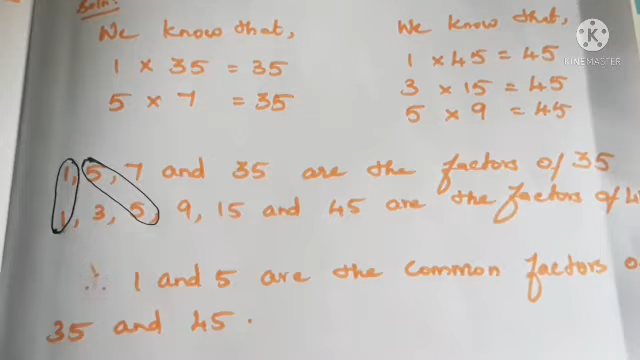 Soln:
We know that,
1 × 35 = 35
5 × 7 = 35
We know that,
1 × 45 = 45
3 × 15 = 45
5 × 9 = 45
1, 5, 7 and 35 are the factors of 35
1, 3, 5, 9, 15 and 45 are the factors of
∴ 1 and 5 are the common factors
35 and 45.
KINEMASTER